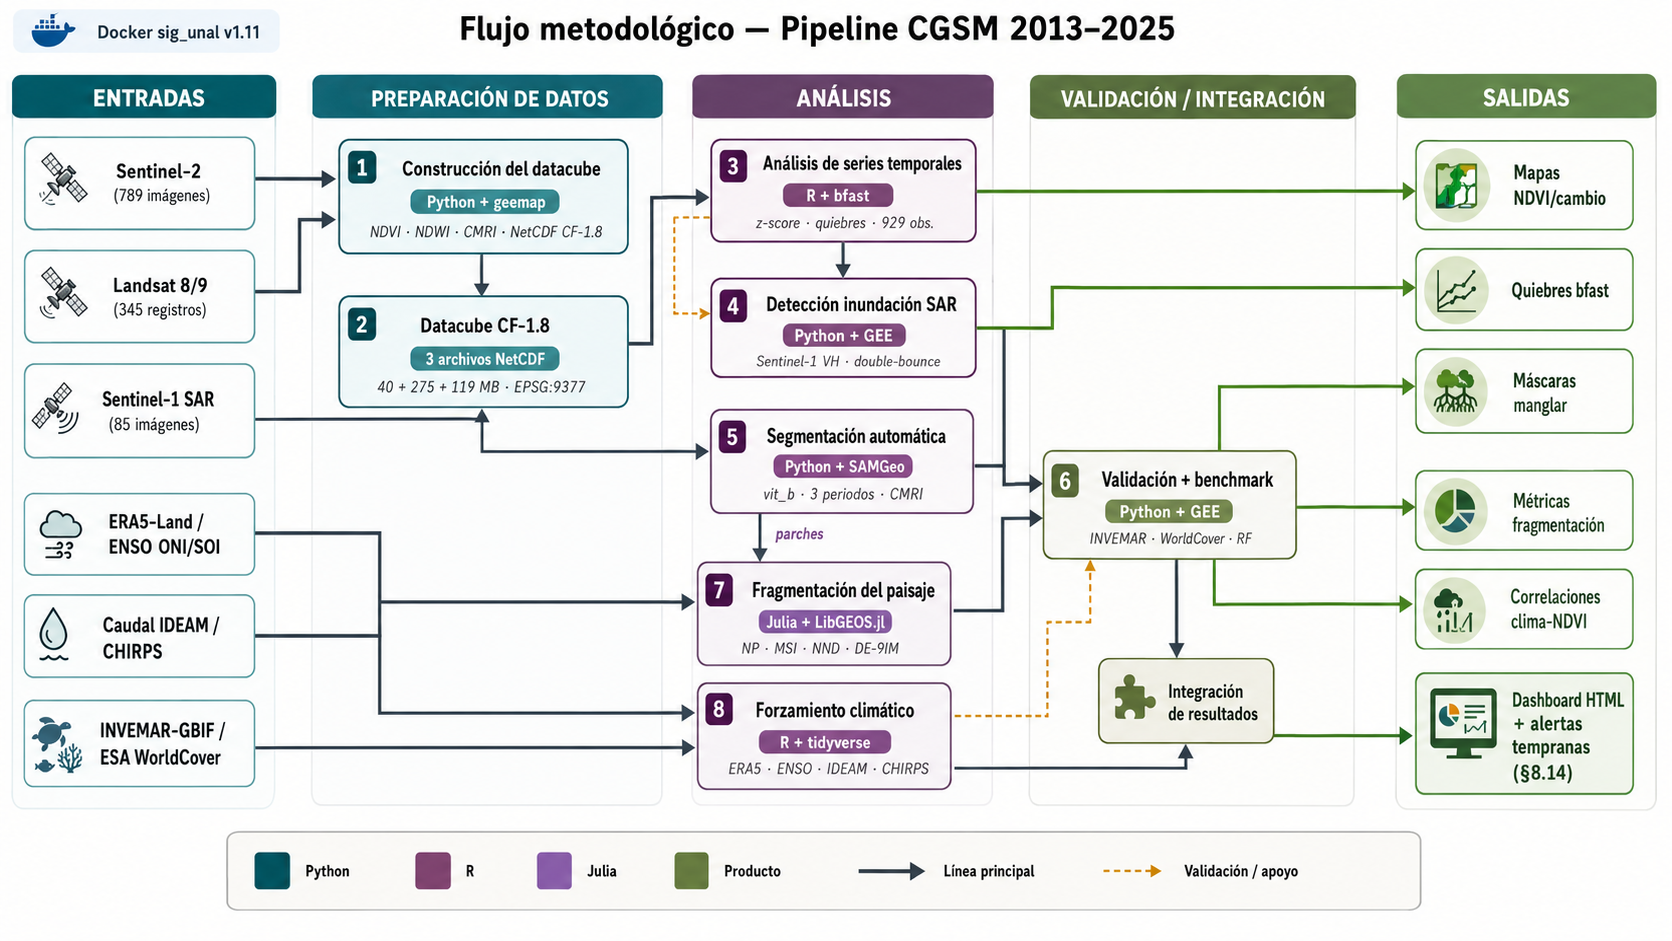 Docker sig_unal v1.11
Flujo metodológico — Pipeline CGSM 2013–2025
ENTRADAS
Sentinel-2
(789 imágenes)
Landsat 8/9
(345 registros)
Sentinel-1 SAR
(85 imágenes)
ERA5-Land /
ENSO ONI/SOI
Caudal IDEAM /
CHIRPS
INVEMAR-GBIF /
ESA WorldCover
PREPARACIÓN DE DATOS
1
Construcción del datacube
Python + geemap
NDVI · NDWI · CMRI · NetCDF CF-1.8
2
Datacube CF-1.8
3 archivos NetCDF
40 + 275 + 119 MB · EPSG:9377
ANÁLISIS
3
Análisis de series temporales
R + bfast
z-score · quiebres · 929 obs.
4
Detección inundación SAR
Python + GEE
Sentinel-1 VH · double-bounce
5
Segmentación automática
Python + SAMGeo
vit_b · 3 periodos · CMRI
parches
7
Fragmentación del paisaje
Julia + LibGEOS.jl
NP · MSI · NND · DE-9IM
8
Forzamiento climático
R + tidyverse
ERA5 · ENSO · IDEAM · CHIRPS
VALIDACIÓN / INTEGRACIÓN
6
Validación + benchmark
Python + GEE
INVEMAR · WorldCover · RF
Integración
de resultados
SALIDAS
Mapas
NDVI/cambio
Quiebres bfast
Máscaras
manglar
Métricas
fragmentación
Correlaciones
clima-NDVI
Dashboard HTML
+ alertas
tempranas
(§8.14)
Python
R
Julia
Producto
Línea principal
Validación / apoyo